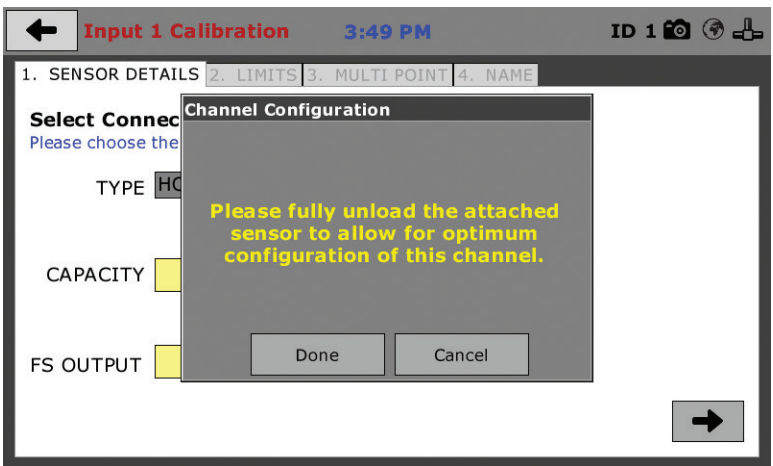 Input 1 Calibration 3:49 PM ID 1
1. SENSOR DETAILS 2. LIMITS 3. MULTI POINT 4. NAME
Select Connec
Please choose the
TYPE HO
CAPACITY
FS OUTPUT
Channel Configuration
Please fully unload the attached
sensor to allow for optimum
configuration of this channel.
Done Cancel